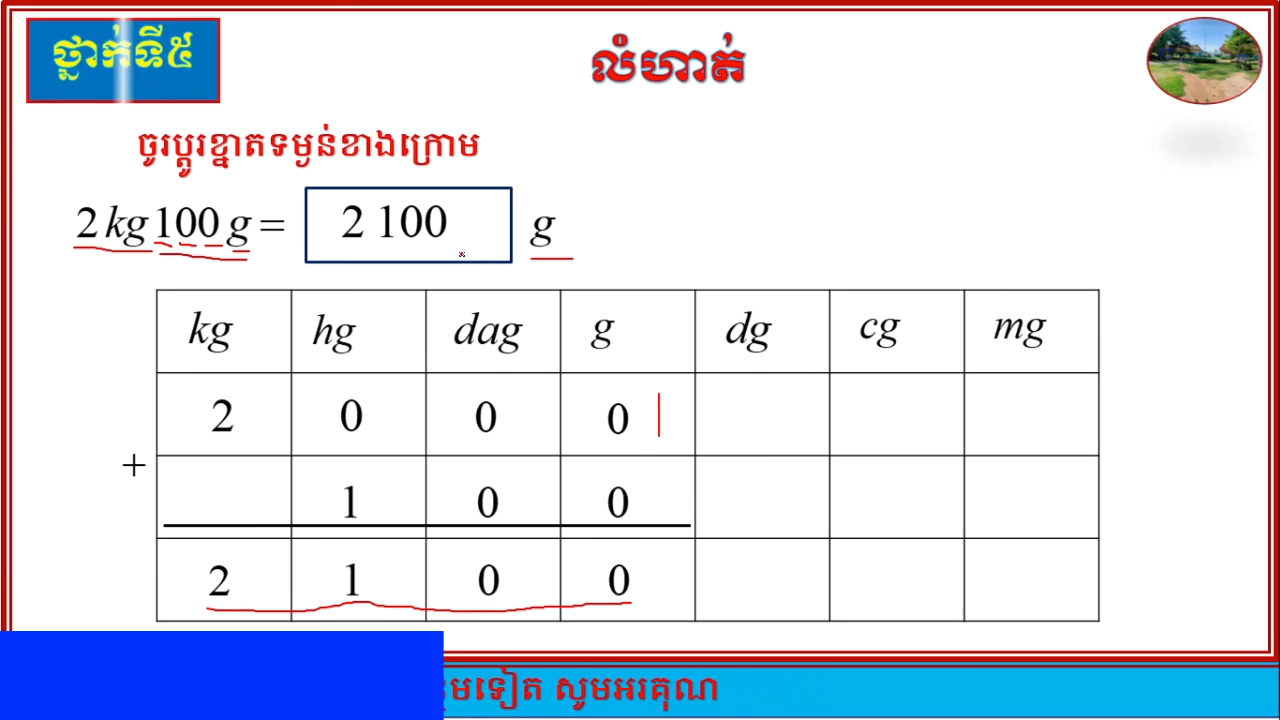 ថ្នាក់ទី៥
លំហាត់
ចូរប្ដូរខ្នាតទម្ងន់ខាងក្រោម
2 kg 100 g = 2 100 g
kg hg dag g dg cg mg
2 0 0 0
+
1 0 0
2 1 0 0
ទៀត សូមអរគុណ